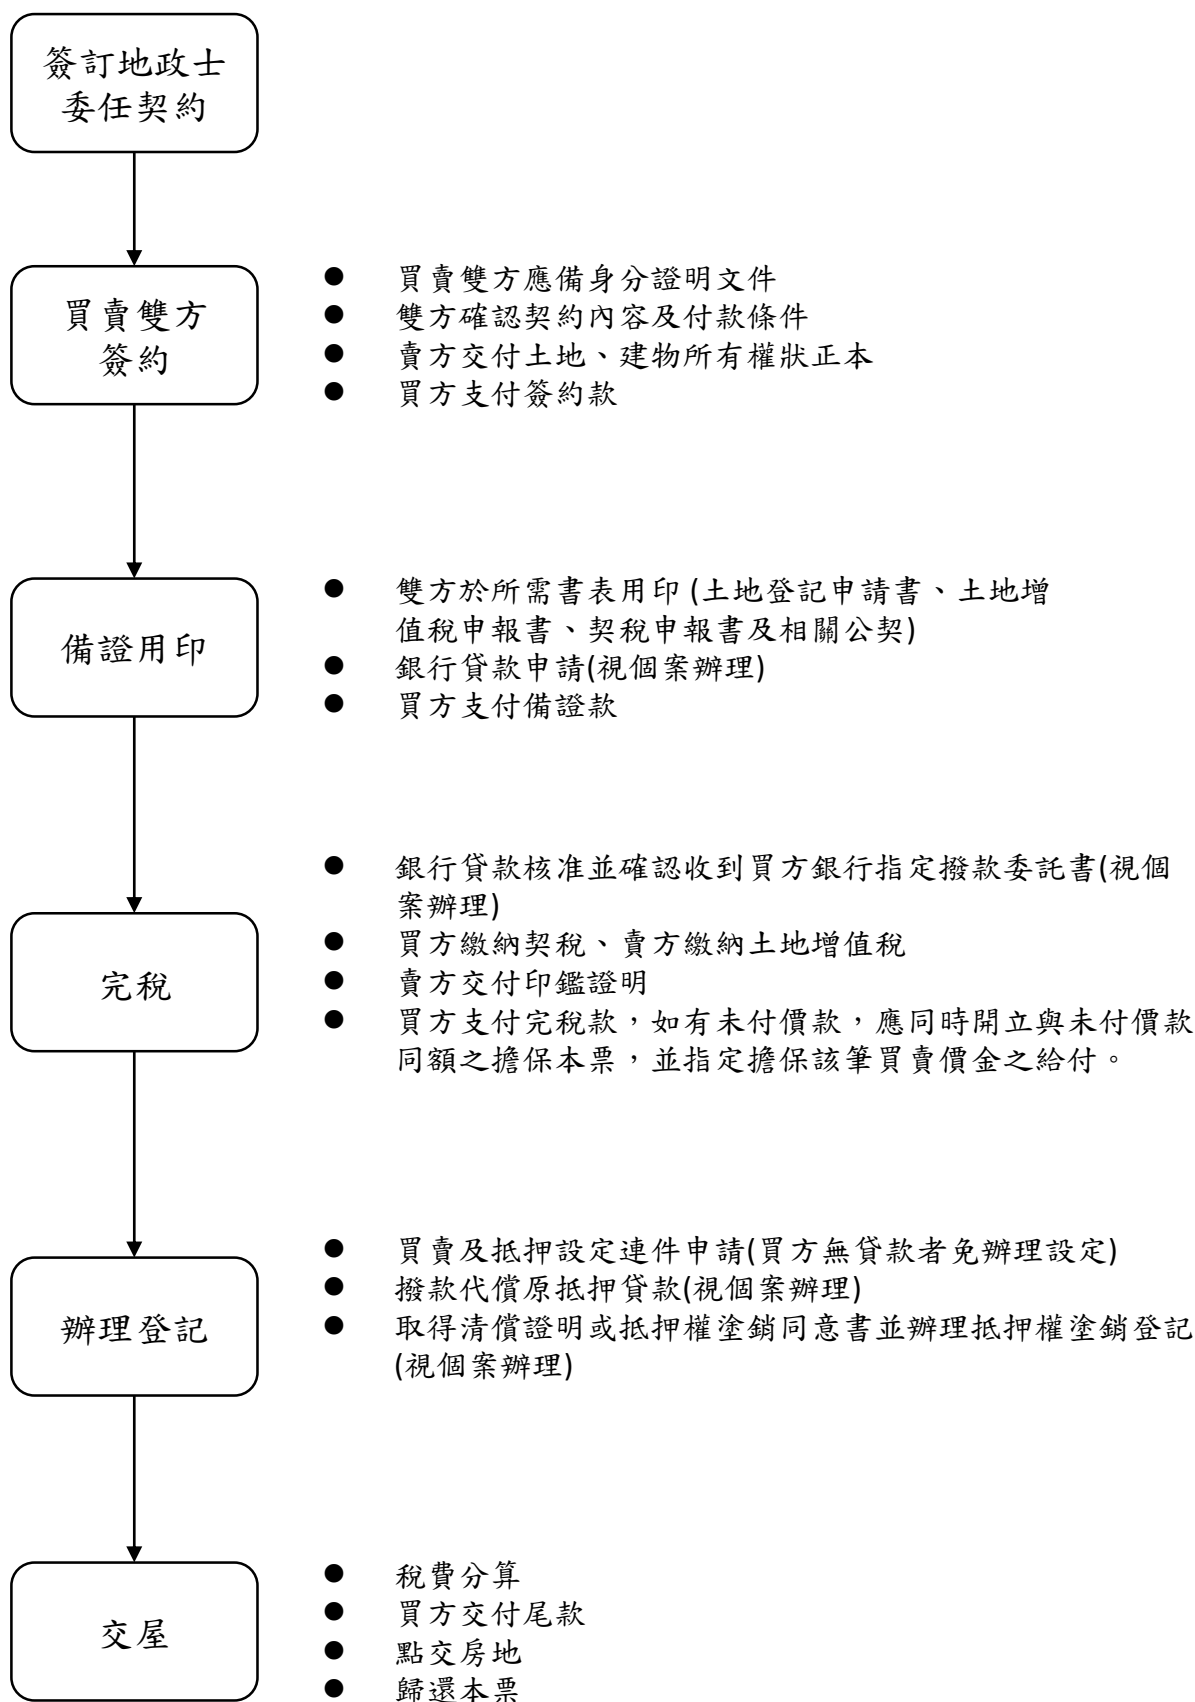 簽訂地政士
委任契約
買賣雙方
簽約
● 買賣雙方應備身分證明文件
● 雙方確認契約內容及付款條件
● 賣方交付土地、建物所有權狀正本
● 買方支付簽約款
備證用印
● 雙方於所需書表用印 (土地登記申請書、土地增
值稅申報書、契稅申報書及相關公契)
● 銀行貸款申請(視個案辦理)
● 買方支付備證款
完稅
● 銀行貸款核准並確認收到買方銀行指定撥款委託書(視個
案辦理)
● 買方繳納契稅、賣方繳納土地增值稅
● 賣方交付印鑑證明
● 買方支付完稅款，如有未付價款，應同時開立與未付價款
同額之擔保本票，並指定擔保該筆買賣價金之給付。
辦理登記
● 買賣及抵押設定連件申請(買方無貸款者免辦理設定)
● 撥款代償原抵押貸款(視個案辦理)
● 取得清償證明或抵押權塗銷同意書並辦理抵押權塗銷登記
(視個案辦理)
交屋
● 稅費分算
● 買方交付尾款
● 點交房地
● 歸還本票